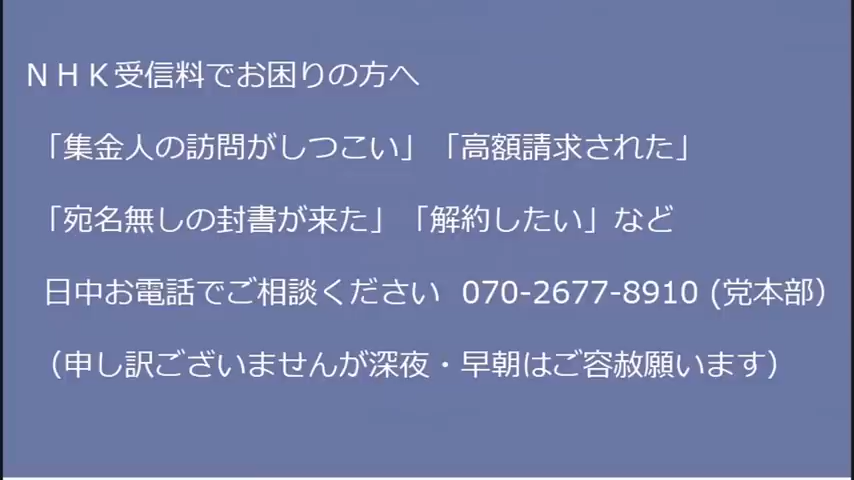 ＮＨＫ受信料でお困りの方へ
「集金人の訪問がしつこい」「高額請求された」
「宛名無しの封書が来た」「解約したい」など
日中お電話でご相談ください 070-2677-8910 (党本部）
（申し訳ございませんが深夜・早朝はご容赦願います）